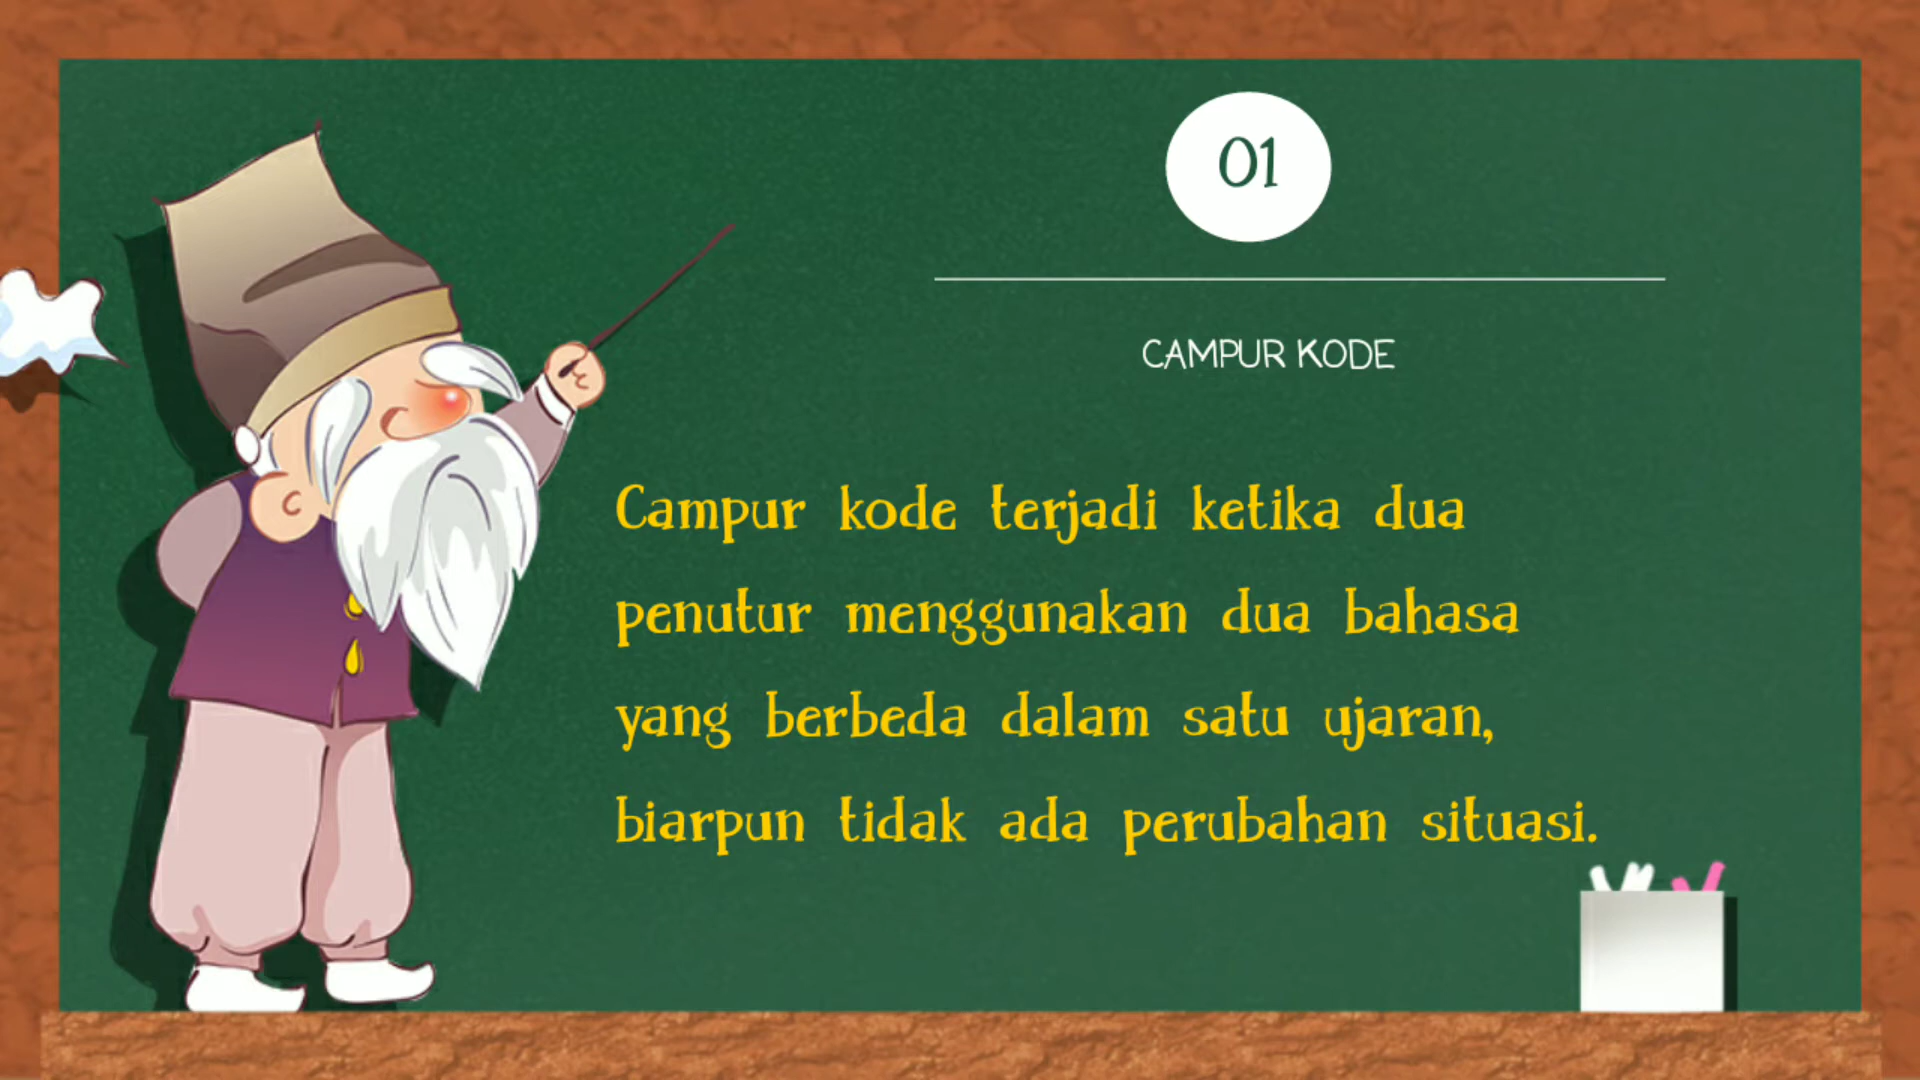 01
CAMPUR KODE
Campur kode terjadi ketika dua
penutur menggunakan dua bahasa
yang berbeda dalam satu ujaran,
biarpun tidak ada perubahan situasi.